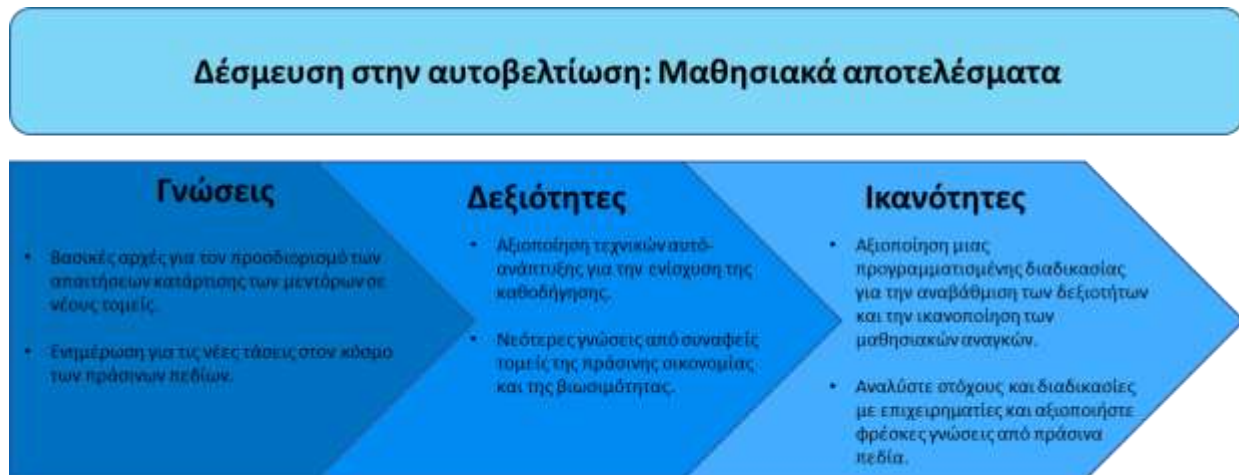 Δέσμευση στην αυτοβελτίωση: Μαθησιακά αποτελέσματα
Γνώσεις
• Βασικές αρχές για τον προσδιορισμό των
απαιτήσεων κατάρτισης των μεντόρων σε
νέους τομείς.
• Ενημέρωση για τις νέες τάσεις στον κόσμο
των πράσινων πεδίων.
Δεξιότητες
• Αξιοποίηση τεχνικών αυτό-
ανάπτυξης για την ενίσχυση της
καθοδήγησης.
• Νεότερες γνώσεις από συναφείς
τομείς της πράσινης οικονομίας
και της βιωσιμότητας.
Ικανότητες
• Αξιοποίηση μιας
προγραμματισμένης διαδικασίας
για την αναβάθμιση των δεξιοτήτων
και την ικανοποίηση των
μαθησιακών αναγκών.
• Αναλύστε στόχους και διαδικασίες
με επιχειρηματίες και αξιοποιήστε
φρέσκες γνώσεις από πράσινα
πεδία.